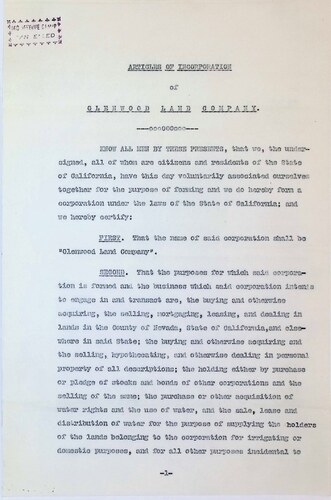 ARTICLES OF INCORPORATION
of
GLENWOOD LAND COMPANY.
---ooo0ooo---
KNOW ALL MEN BY THESE PRESENTS, that we, the under-
signed, all of whom are citizens and residents of the State
of California, have this day voluntarily associated ourselves
together for the purpose of forming and we do hereby form a
corporation under the laws of the State of California; and
we hereby certify:
FIRST. That the name of said corporation shall be
"Glenwood Land Company".
SECOND. That the purposes for which said corpora-
tion is formed and the business which said corporation intends
to engage in and transact are, the buying and otherwise
acquiring, the selling, mortgaging, leasing, and dealing in
lands in the County of Nevada, State of California,and else-
where in said State; the buying and otherwise acquiring and
the selling, hypothecating, and otherwise dealing in personal
property of all descriptions; the holding either by purchase
or pledge of stocks and bonds of other corporations and the
selling of the same; the purchase or other acquisition of
water rights and the use of water, and the sale, lease and
distribution of water for the purpose of supplying the holders
of the lands belonging to the corporation for irrigating or
domestic purposes, and for all other purposes incidental to
-1-